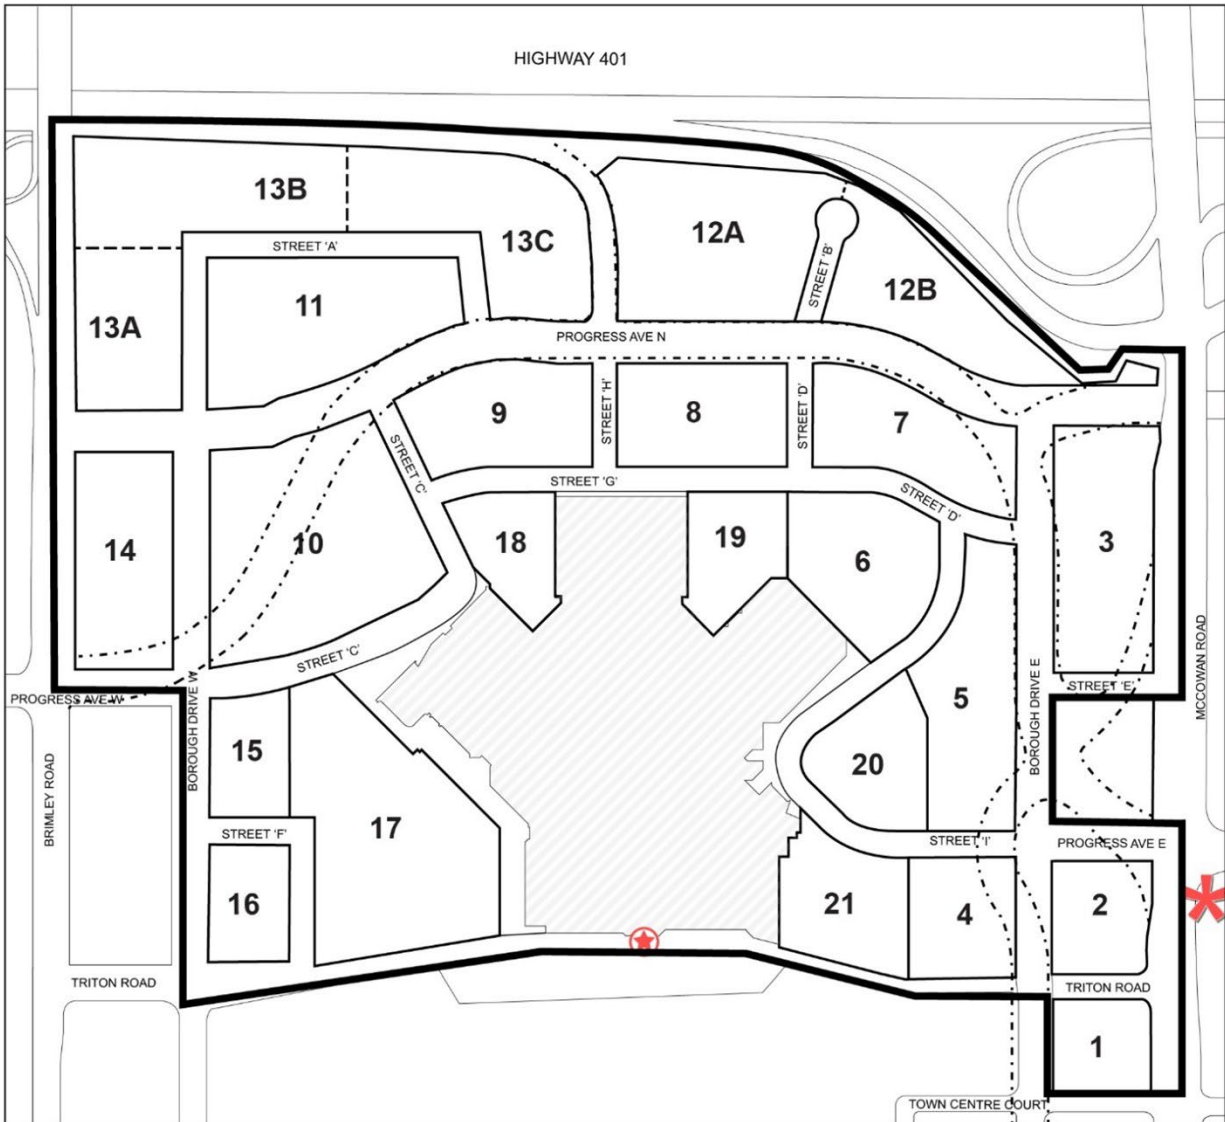 HIGHWAY 401
13B
STREET 'A'
13C
12A
STREET 'B'
12B
13A
11
PROGRESS AVE N
9
STREET 'H'
8
STREET 'D'
7
STREET 'C'
STREET 'G'
STREET 'D'
14
10
18
19
6
3
STREET 'C'
MCCOWAN ROAD
PROGRESS AVE W
BOROUGH DRIVE W
STREET 'E'
BOROUGH DRIVE E
5
15
20
BRIMLEY ROAD
17
STREET 'F'
STREET 'I'
PROGRESS AVE E
16
21
4
2
TRITON ROAD
TRITON ROAD
1
TOWN CENTRE COURT